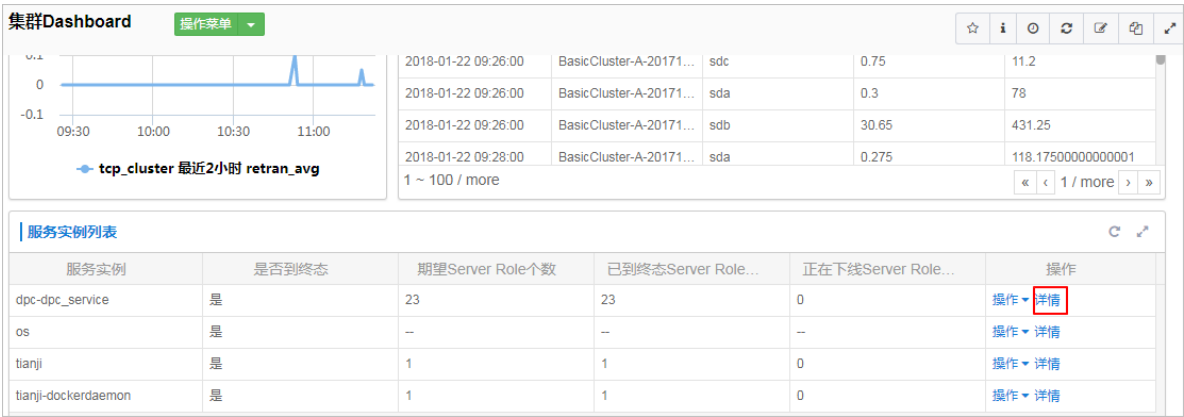 集群Dashboard 操作菜单
0.1
0
-0.1
09:30 10:00 10:30 11:00
tcp_cluster 最近2小时 retran_avg
2018-01-22 09:26:00 BasicCluster-A-20171... sdc 0.75 11.2
2018-01-22 09:26:00 BasicCluster-A-20171... sda 0.3 78
2018-01-22 09:26:00 BasicCluster-A-20171... sdb 30.65 431.25
2018-01-22 09:28:00 BasicCluster-A-20171... sda 0.275 118.17500000000001
1 ~ 100 / more « ‹ 1 / more › »
服务实例列表
服务实例 是否到终态 期望Server Role个数 已到终态Server Role... 正在下线Server Role... 操作
dpc-dpc_service 是 23 23 0 操作 详情
os 是 -- -- -- 操作 详情
tianji 是 1 1 0 操作 详情
tianji-dockerdaemon 是 1 1 0 操作 详情